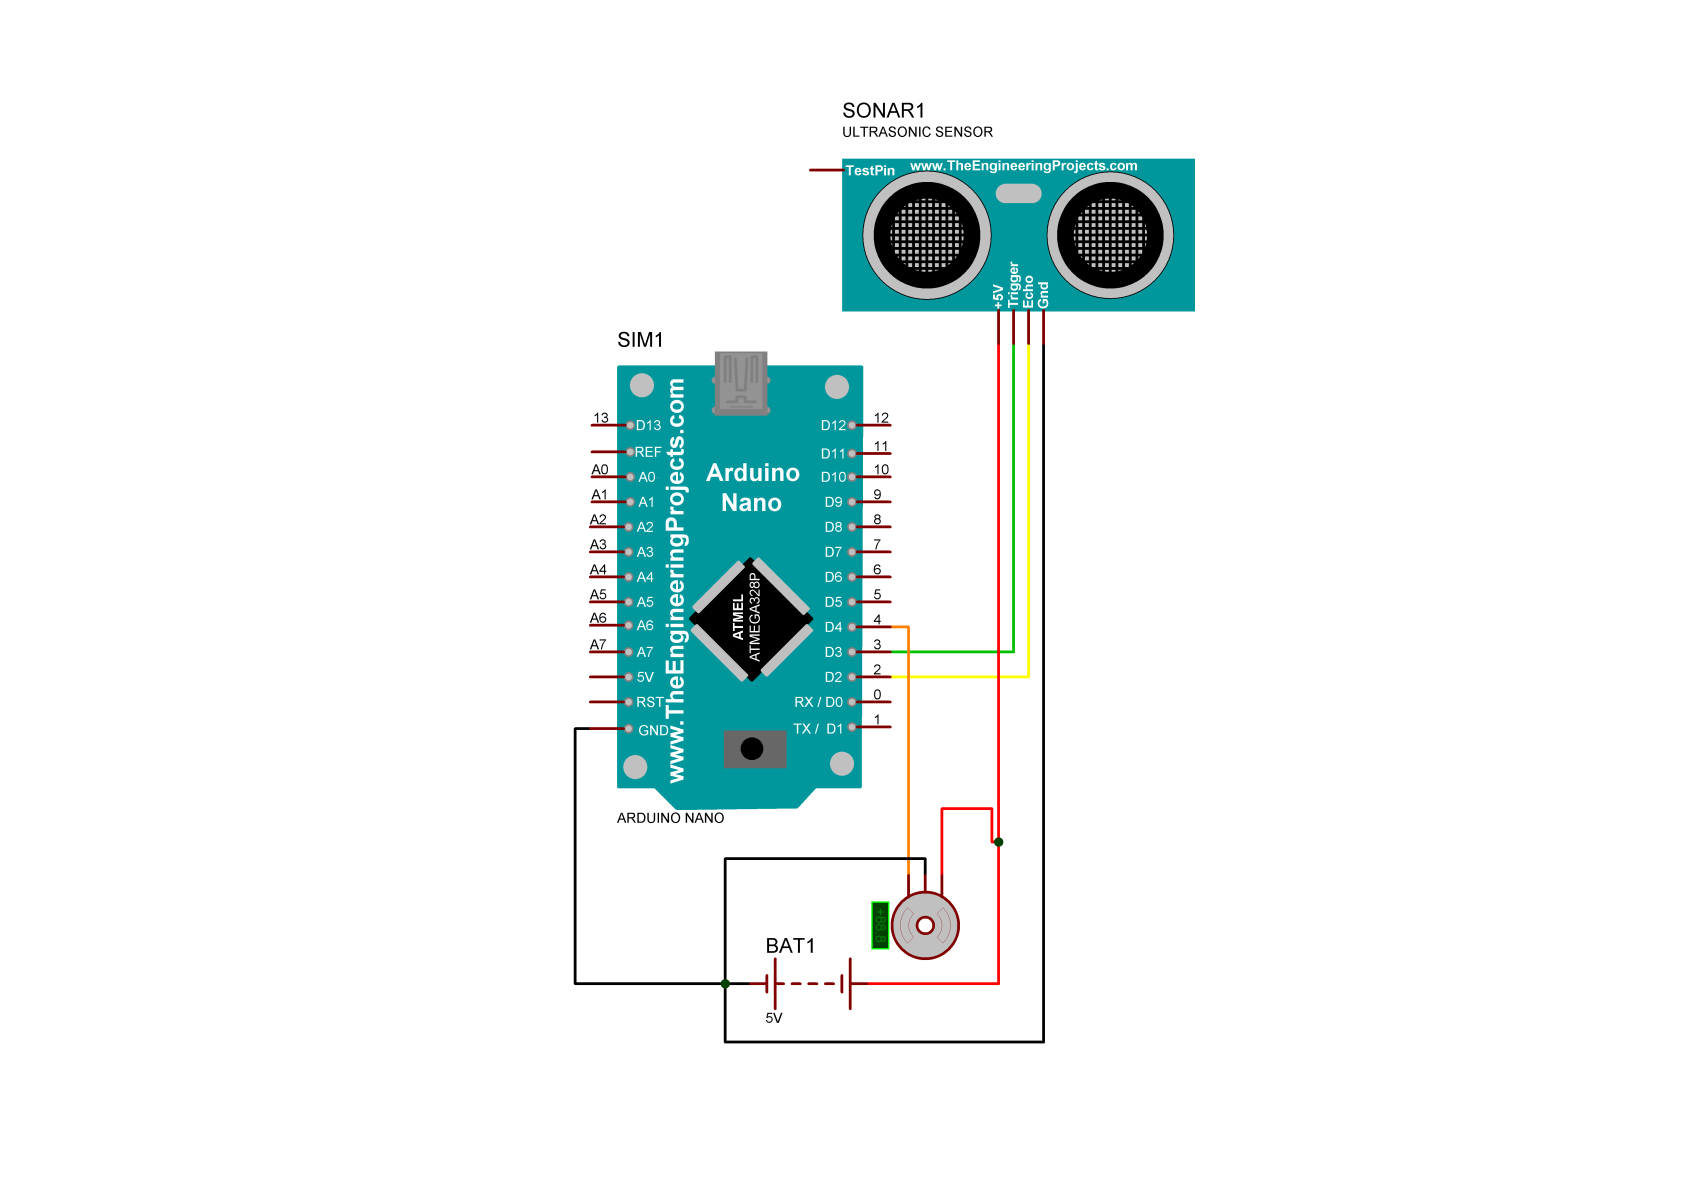 SONAR1
ULTRASONIC SENSOR
TestPin
www.TheEngineeringProjects.com
+5V
Trigger
Echo
Gnd
SIM1
www.TheEngineeringProjects.com
Arduino
Nano
ATMEL
ATMEGA328P
13 D13
REF
A0 A0
A1 A1
A2 A2
A3 A3
A4 A4
A5 A5
A6 A6
A7 A7
5V
RST
GND
D12 12
D11 11
D10 10
D9 9
D8 8
D7 7
D6 6
D5 5
D4 4
D3 3
D2 2
RX / D0 0
TX / D1 1
ARDUINO NANO
BAT1
5V